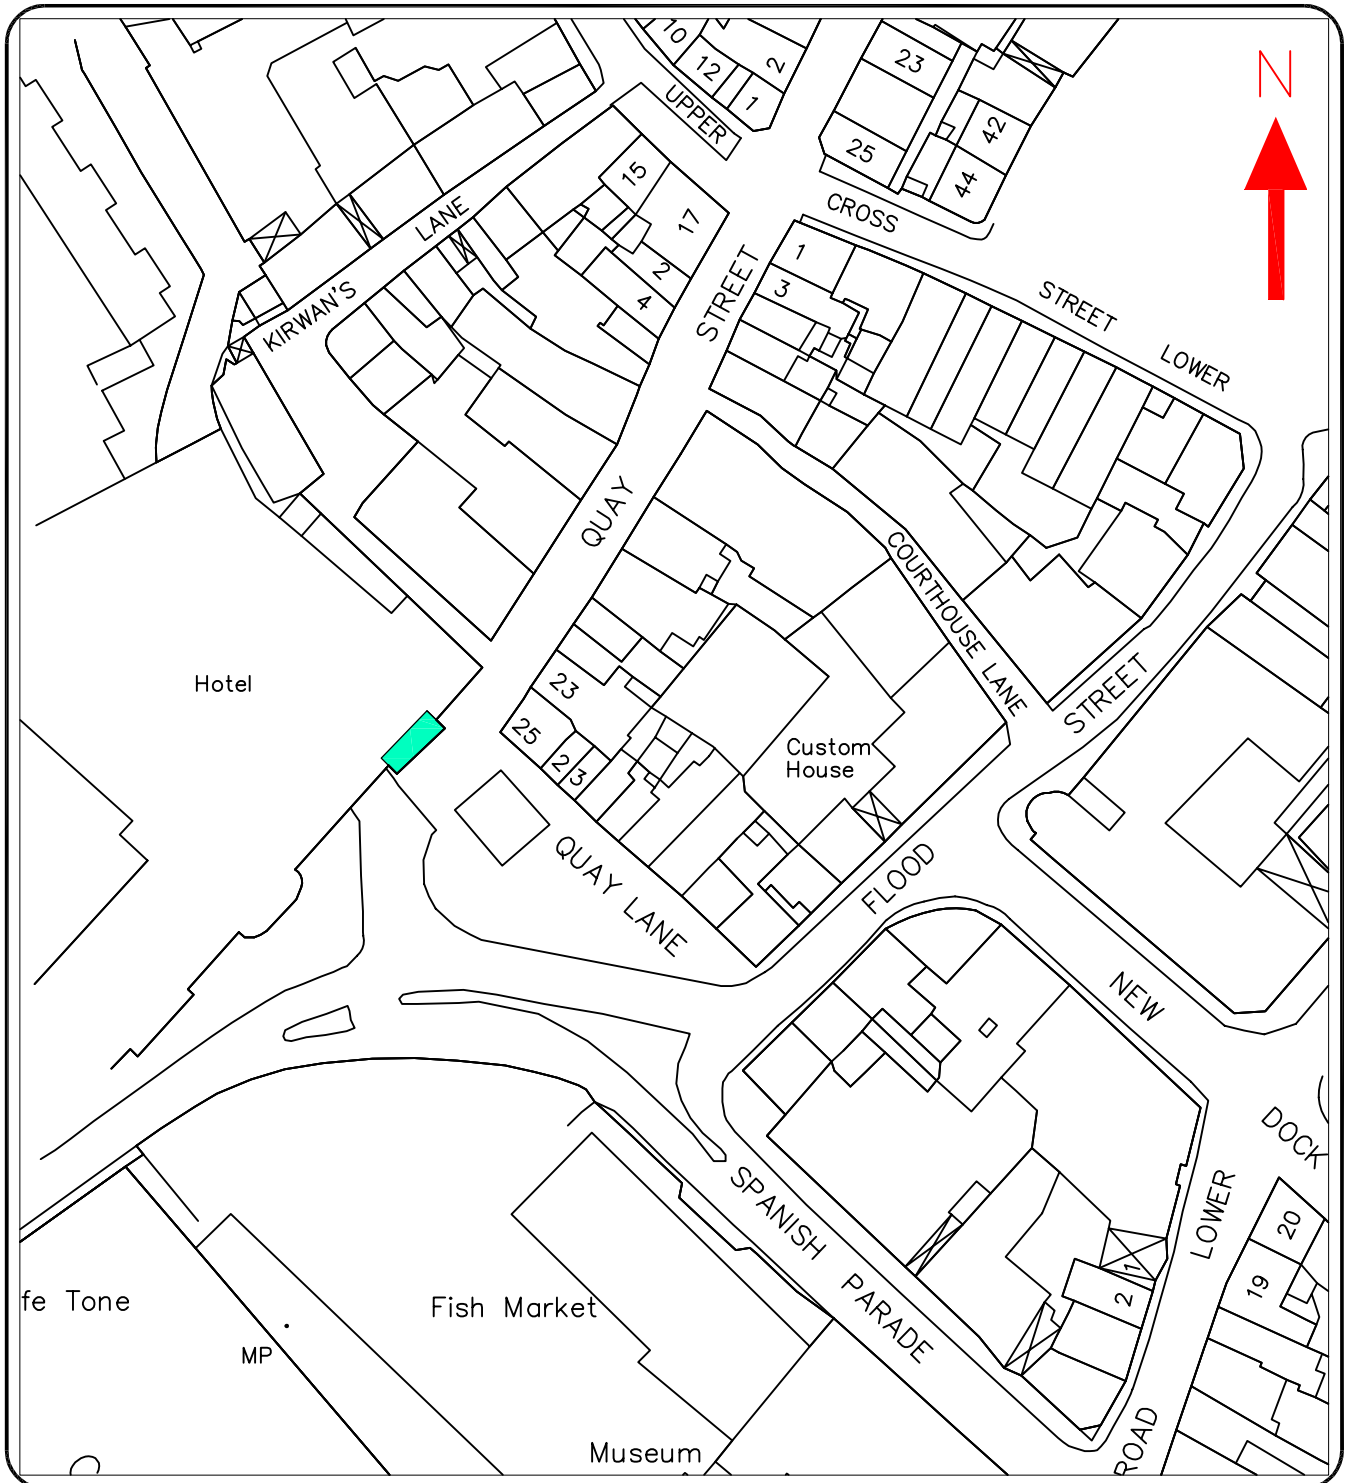 10
12
2
1
UPPER
23
42
25
44
N
15
17
2
4
CROSS
LANE
KIRWAN'S
STREET
1
3
STREET
LOWER
QUAY
COURTHOUSE LANE
Hotel
23
25
2
3
STREET
Custom
House
QUAY LANE
FLOOD
NEW
DOCK
SPANISH PARADE
LOWER
20
19
1
2
fe Tone
Fish Market
MP
Museum
ROAD